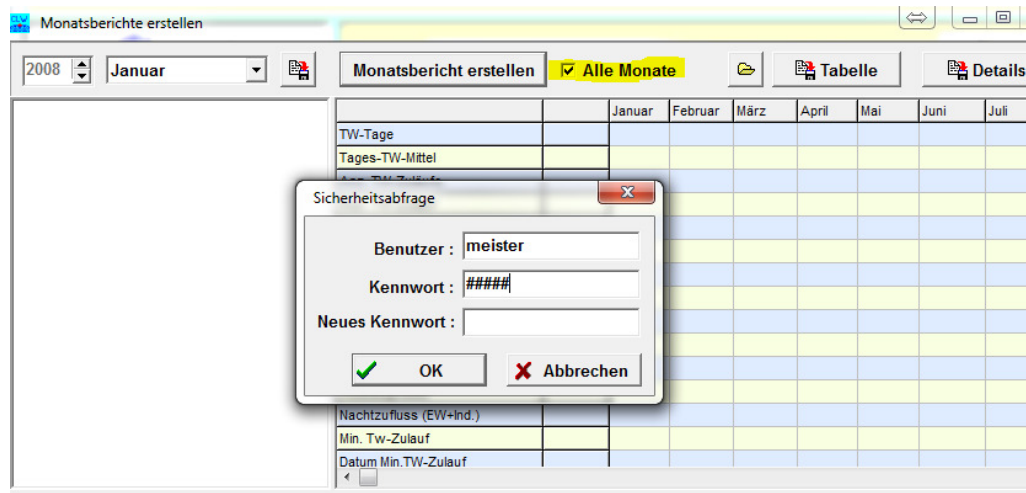 Monatsberichte erstellen
2008 Januar Monatsbericht erstellen Alle Monate Tabelle Details
Januar Februar März April Mai Juni Juli
TW-Tage
Tages-TW-Mittel
Sicherheitsabfrage
Benutzer : meister
Kennwort : #####
Neues Kennwort :
OK Abbrechen
Nachtzufluss (EW+Ind.)
Min. Tw-Zulauf
Datum Min.TW-Zulauf